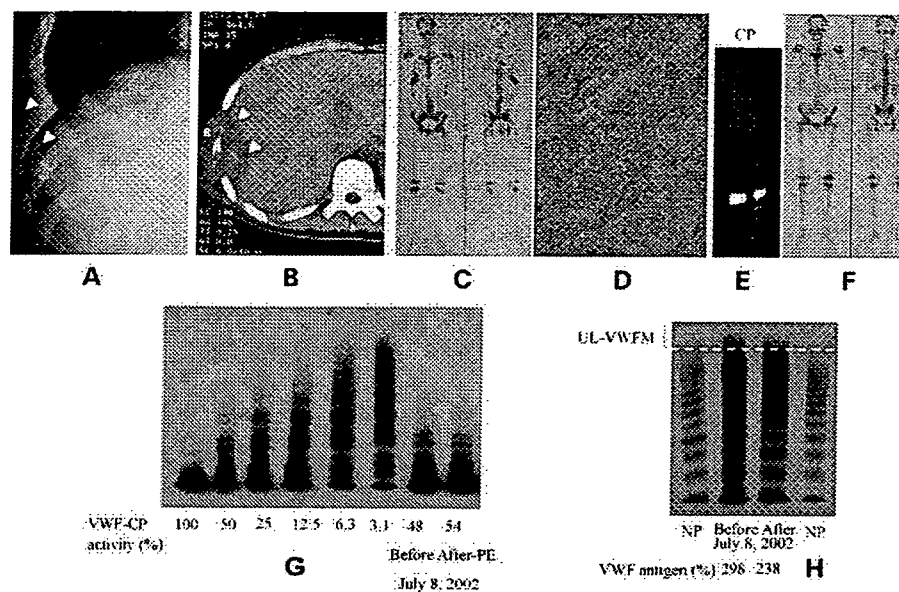 CP
A B C D E F
UL-VWFM
VWF-CP activity (%) 100 50 25 12.5 6.3 3.1 48 54
Before After-PE
July 8, 2002
G
NP Before After NP
July 8, 2002
VWF antigen (%) 298 238 H